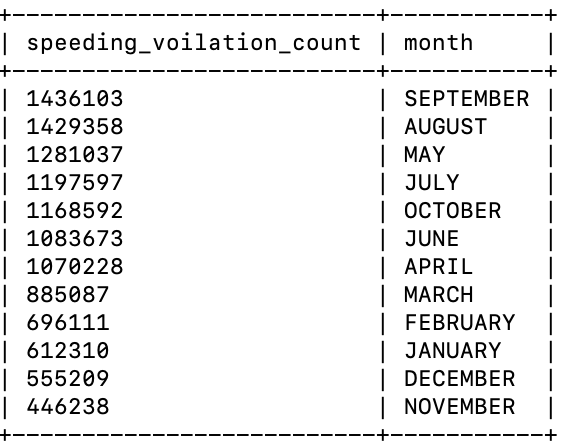 +-----------------------------+------------+
| speeding_voilation_count | month |
+-----------------------------+------------+
| 1436103 | SEPTEMBER |
| 1429358 | AUGUST |
| 1281037 | MAY |
| 1197597 | JULY |
| 1168592 | OCTOBER |
| 1083673 | JUNE |
| 1070228 | APRIL |
| 885087 | MARCH |
| 696111 | FEBRUARY |
| 612310 | JANUARY |
| 555209 | DECEMBER |
| 446238 | NOVEMBER |
+-----------------------------+------------+